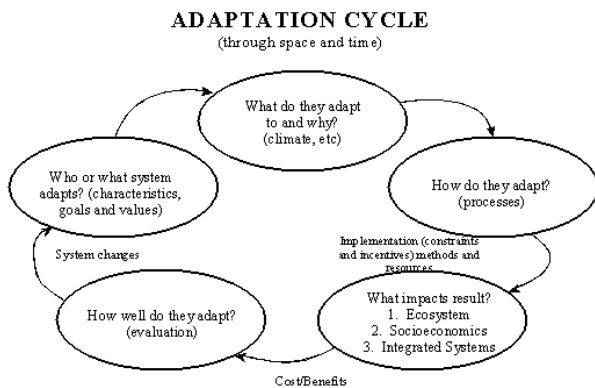 ADAPTATION CYCLE
(through space and time)
What do they adapt
to and why?
(climate, etc)
Who or what system
adapts? (characteristics,
goals and values)
How do they adapt?
(processes)
Implementation (constraints
and incentives) methods and
resources
System changes
How well do they adapt?
(evaluation)
What impacts result?
1. Ecosystem
2. Socioeconomics
3. Integrated Systems
Cost/Benefits